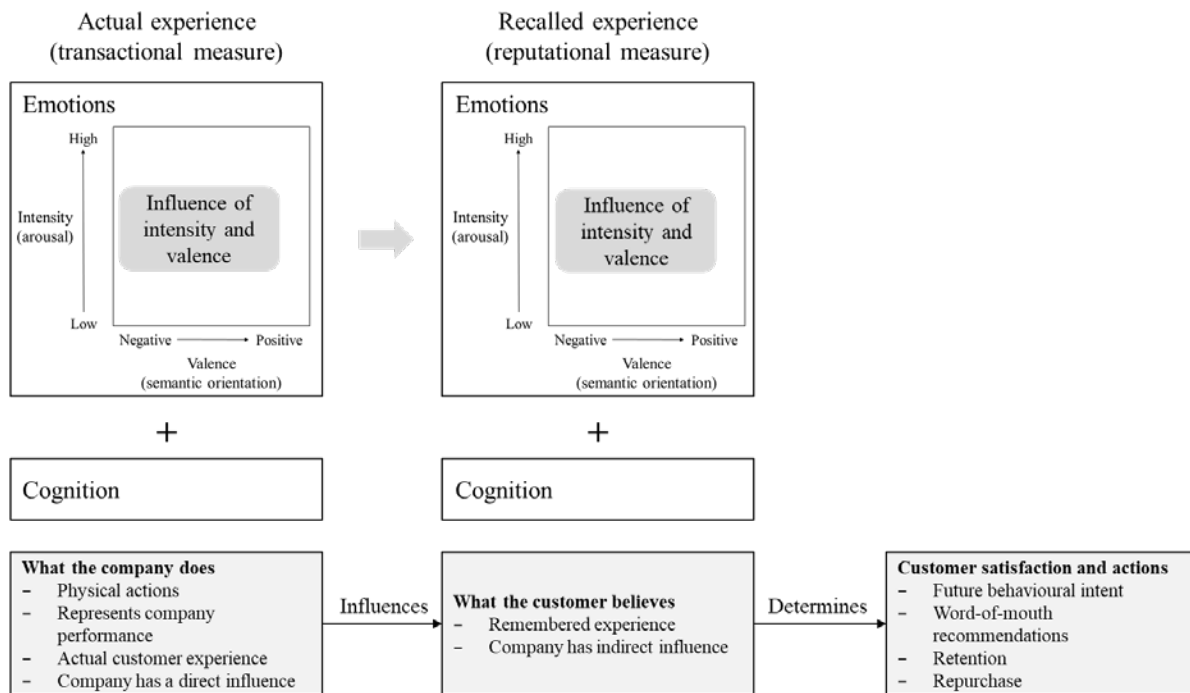 Actual experience
(transactional measure)
Recalled experience
(reputational measure)
Emotions
High
Intensity
(arousal)
Low
Influence of
intensity and
valence
Negative
Positive
Valence
(semantic orientation)
Emotions
High
Intensity
(arousal)
Low
Influence of
intensity and
valence
Negative
Positive
Valence
(semantic orientation)
+
+
Cognition
Cognition
What the company does
- Physical actions
- Represents company
performance
- Actual customer experience
- Company has a direct influence
Influences
What the customer believes
- Remembered experience
- Company has indirect influence
Determines
Customer satisfaction and actions
- Future behavioural intent
- Word-of-mouth
recommendations
- Retention
- Repurchase